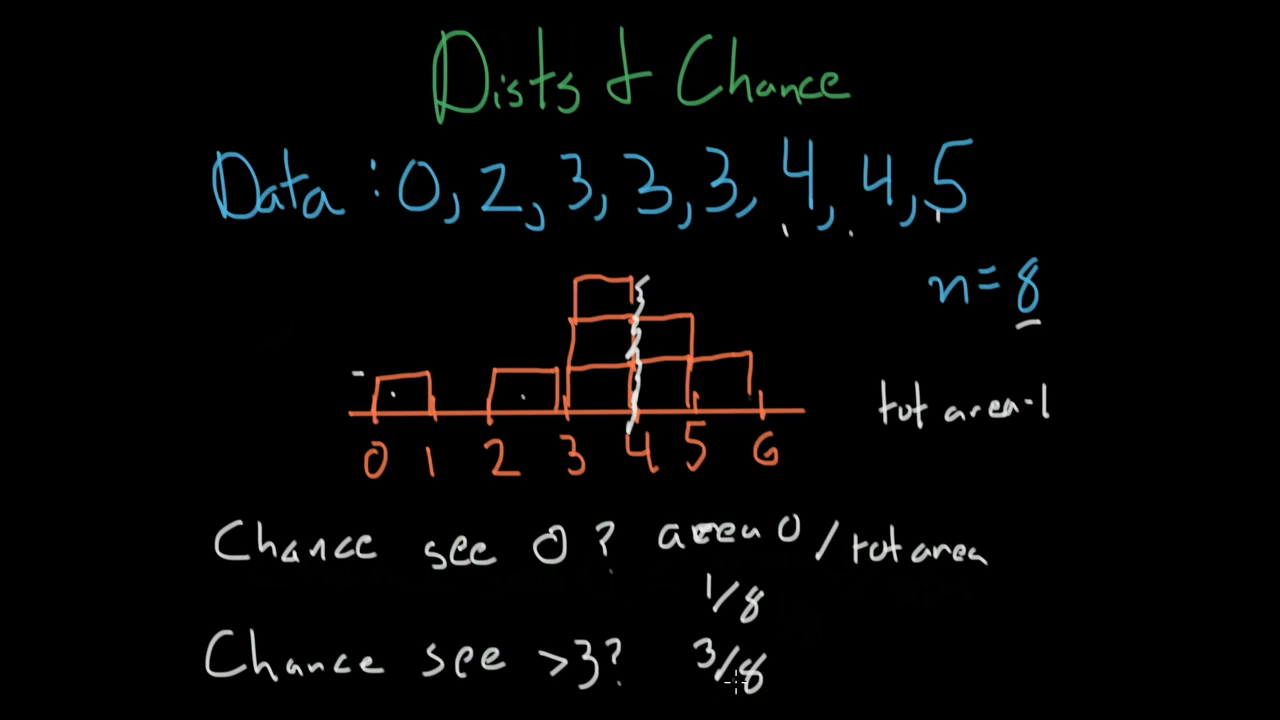 Dists & Chance
Data : 0, 2, 3, 3, 3, 4, 4, 5
n = 8
tot area - 1
0 1 2 3 4 5 6
Chance see 0? area 0 / tot area
1/8
Chance see >3? 3/8